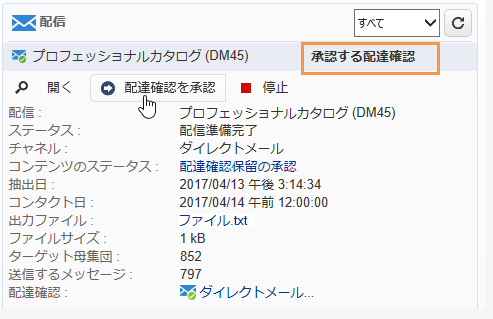 配信
すべて
プロフェッショナルカタログ (DM45) 承認する配達確認
開く 配達確認を承認 停止
配信 : プロフェッショナルカタログ (DM45)
ステータス : 配信準備完了
チャネル : ダイレクトメール
コンテンツのステータス : 配達確認保留の承認
抽出日 : 2017/04/13 午後 3:14:34
コンタクト日 : 2017/04/14 午前 12:00:00
出力ファイル : ファイル.txt
ファイルサイズ : 1 kB
ターゲット母集団 : 852
送信するメッセージ : 797
配達確認 : ダイレクトメール...